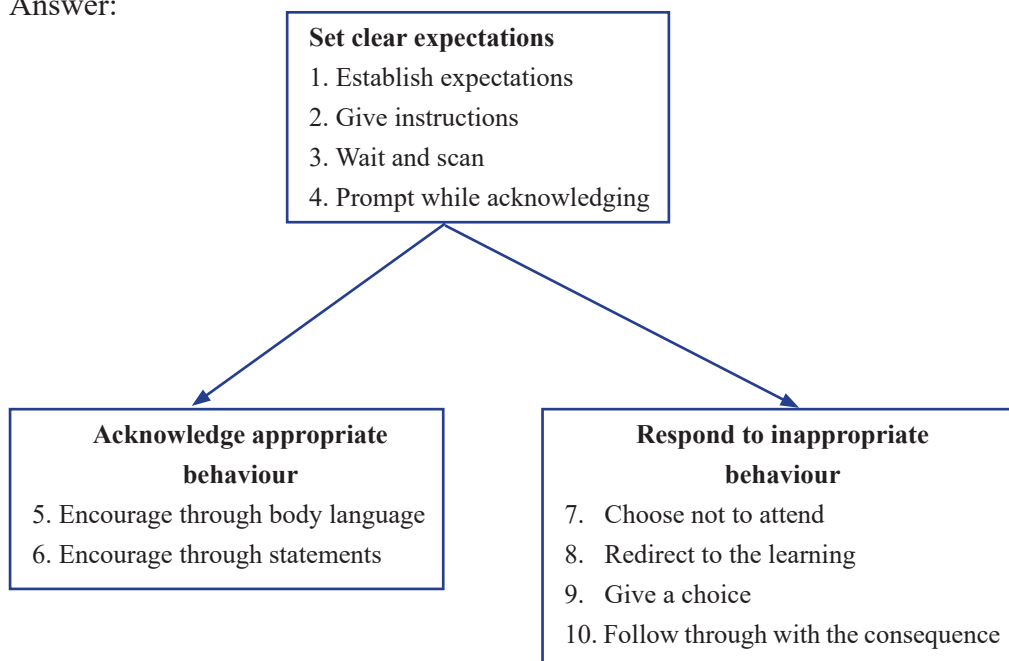 Answer:
Set clear expectations
1. Establish expectations
2. Give instructions
3. Wait and scan
4. Prompt while acknowledging
Acknowledge appropriate
behaviour
5. Encourage through body language
6. Encourage through statements
Respond to inappropriate
behaviour
7. Choose not to attend
8. Redirect to the learning
9. Give a choice
10. Follow through with the consequence